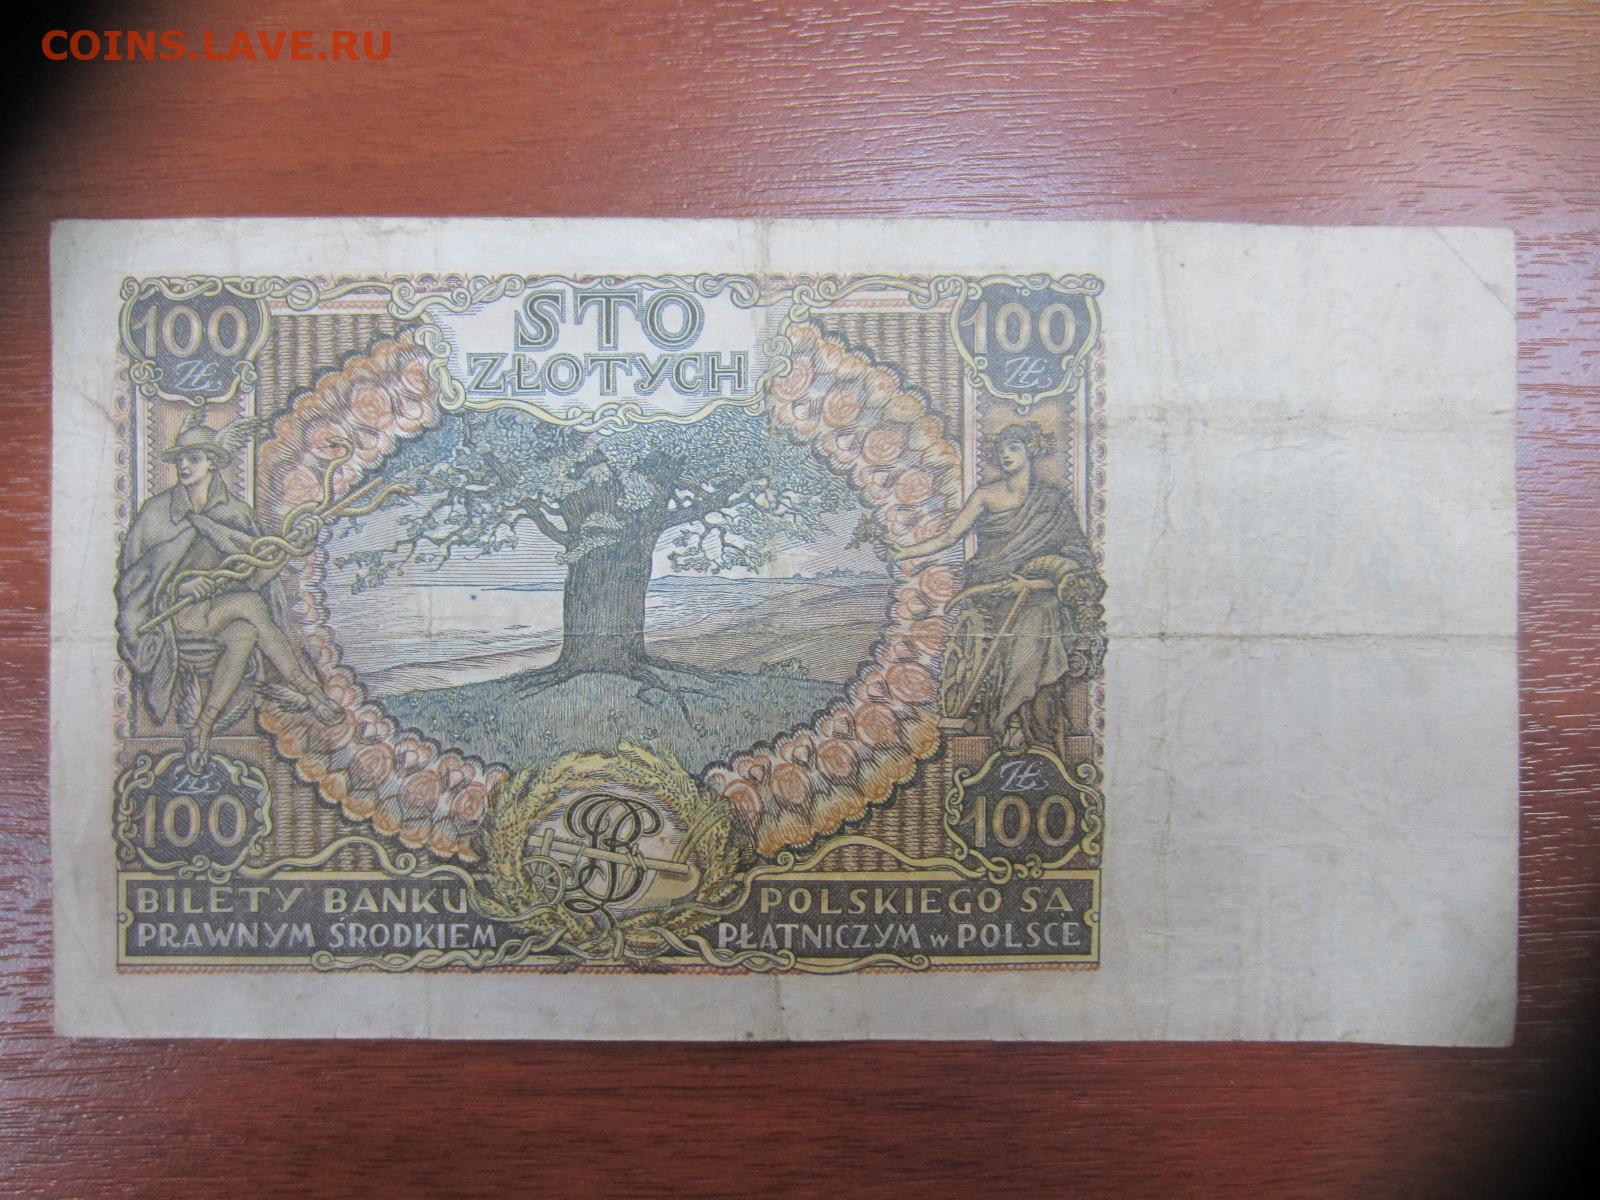 COINS.LAVE.RU
100 STO 100
Zł ZŁOTYCH Zł
Zł Zł
100 100
BILETY BANKU POLSKIEGO SĄ
PRAWNYM ŚRODKIEM PŁATNICZYM w POLSCE